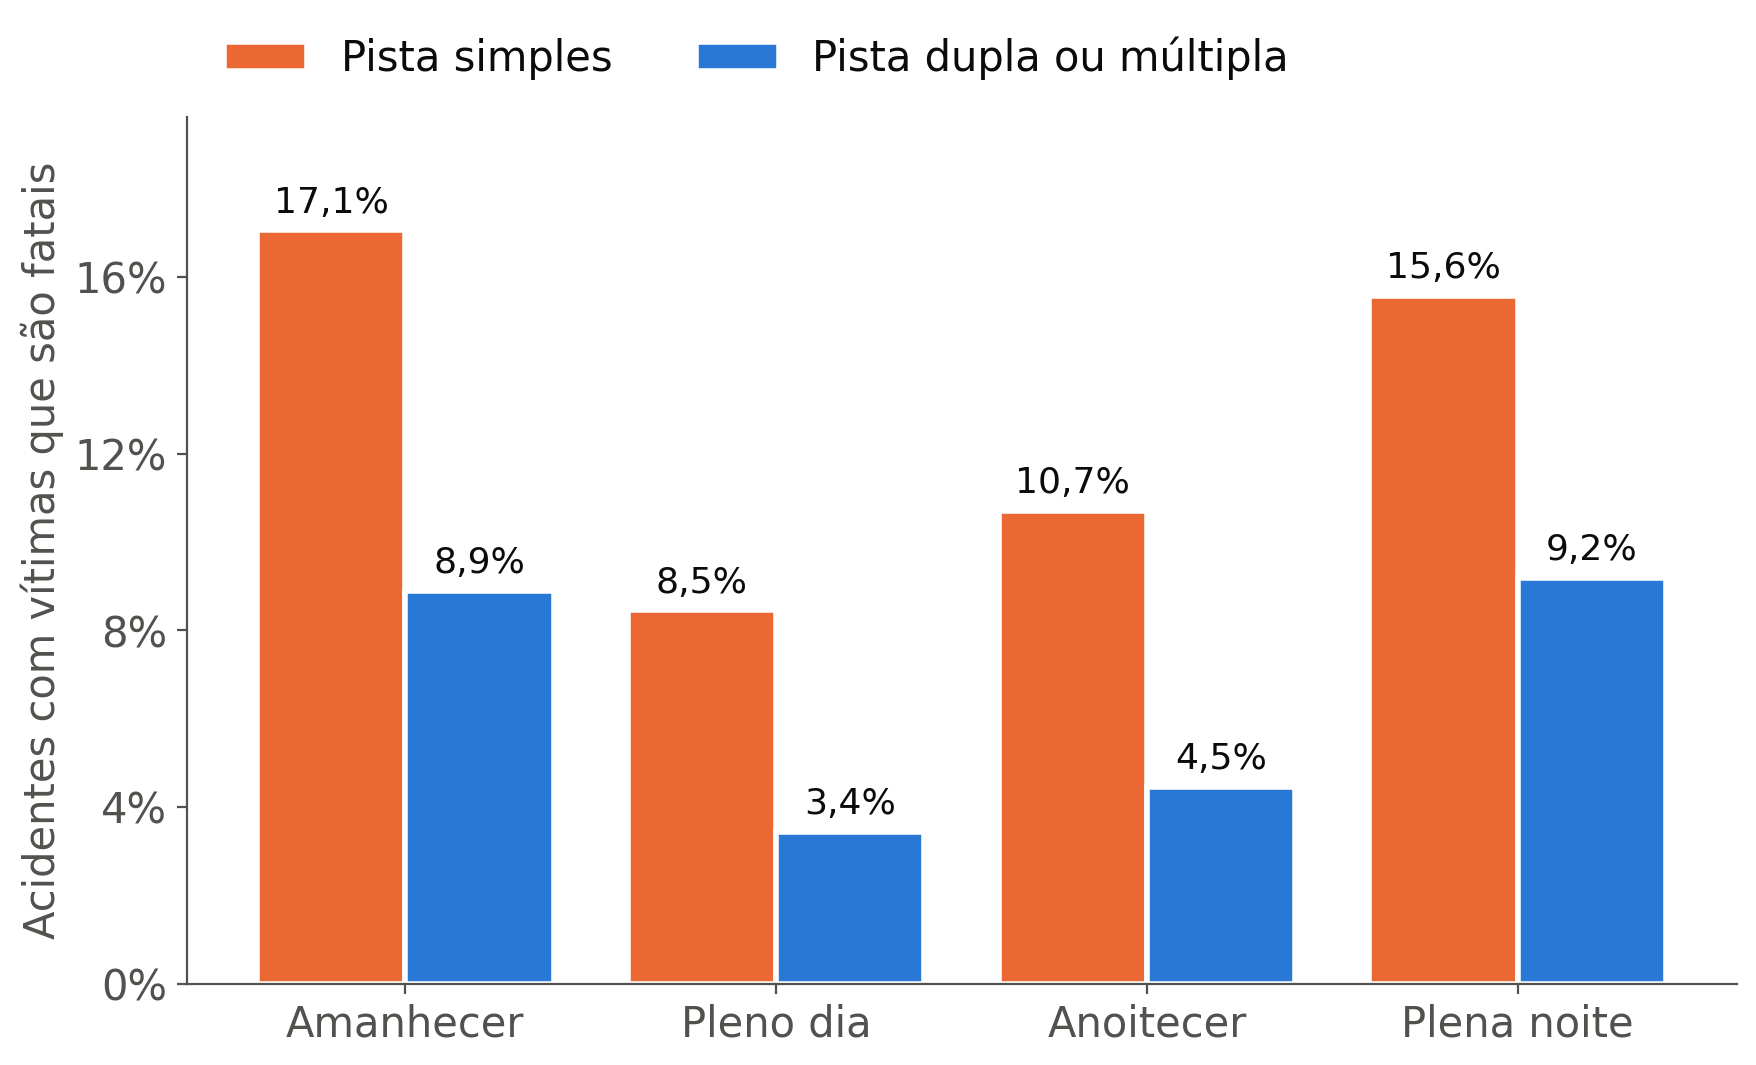 Pista simples
Pista dupla ou múltipla
Acidentes com vítimas que são fatais
16%
12%
8%
4%
0%
17,1%
8,9%
8,5%
3,4%
10,7%
4,5%
15,6%
9,2%
Amanhecer
Pleno dia
Anoitecer
Plena noite